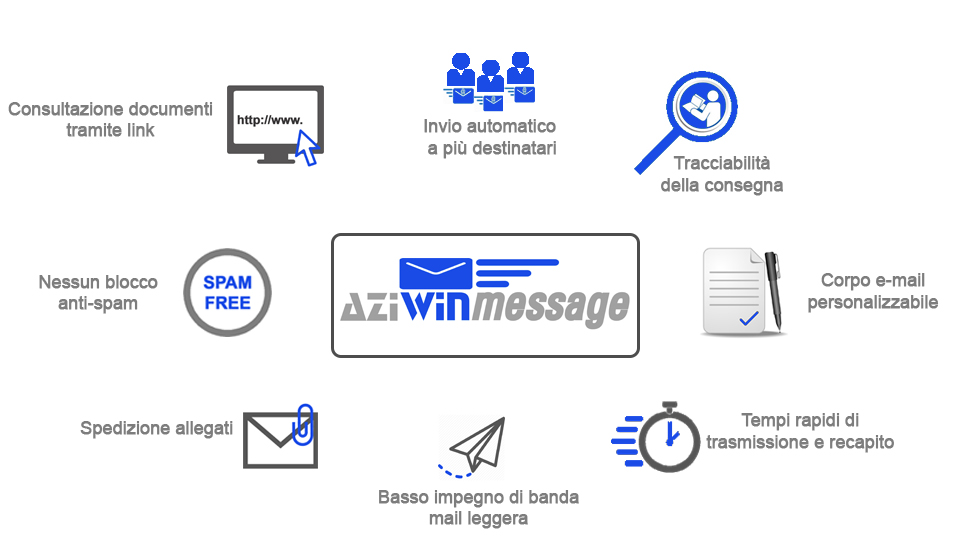 Consultazione documenti
tramite link
http://www.
Invio automatico
a più destinatari
Tracciabilità
della consegna
Nessun blocco
anti-spam
SPAM
FREE
AZIWINmessage
Corpo e-mail
personalizzabile
Spedizione allegati
Basso impegno di banda
mail leggera
Tempi rapidi di
trasmissione e recapito